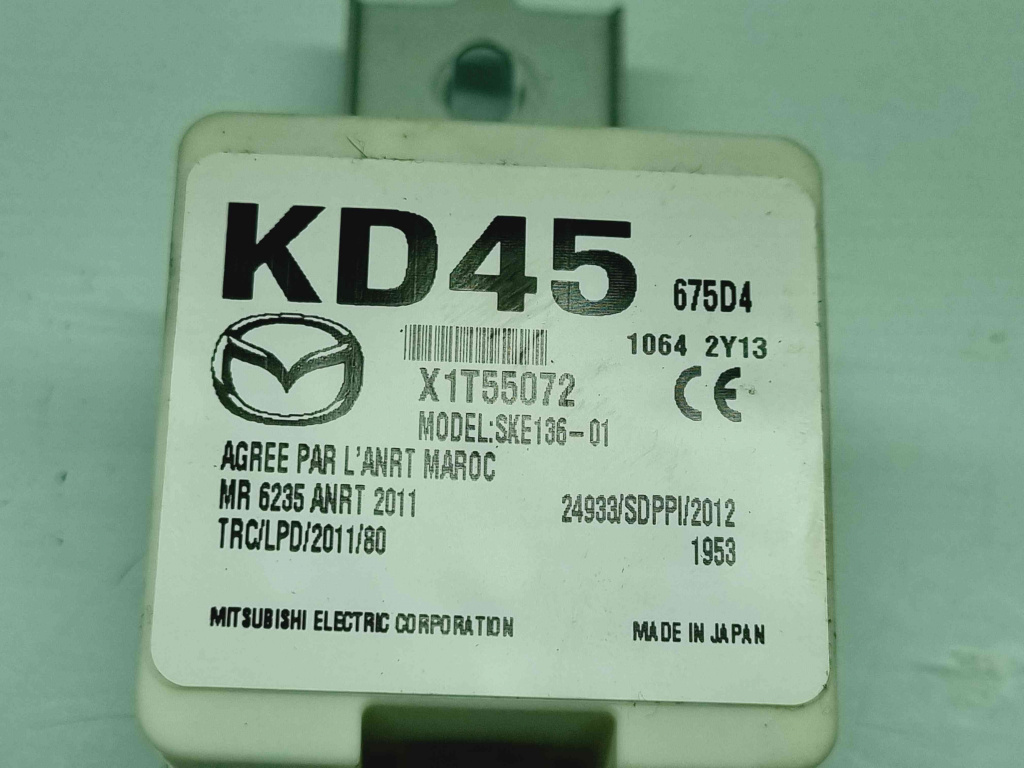 KD45 675D4
1064 2Y13
X1T55072
MODEL:SKE136-01
CE
AGREE PAR L'ANRT MAROC
MR 6235 ANRT 2011
TRC/LPD/2011/80
24933/SDPPI/2012
1953
MITSUBISHI ELECTRIC CORPORATION
MADE IN JAPAN